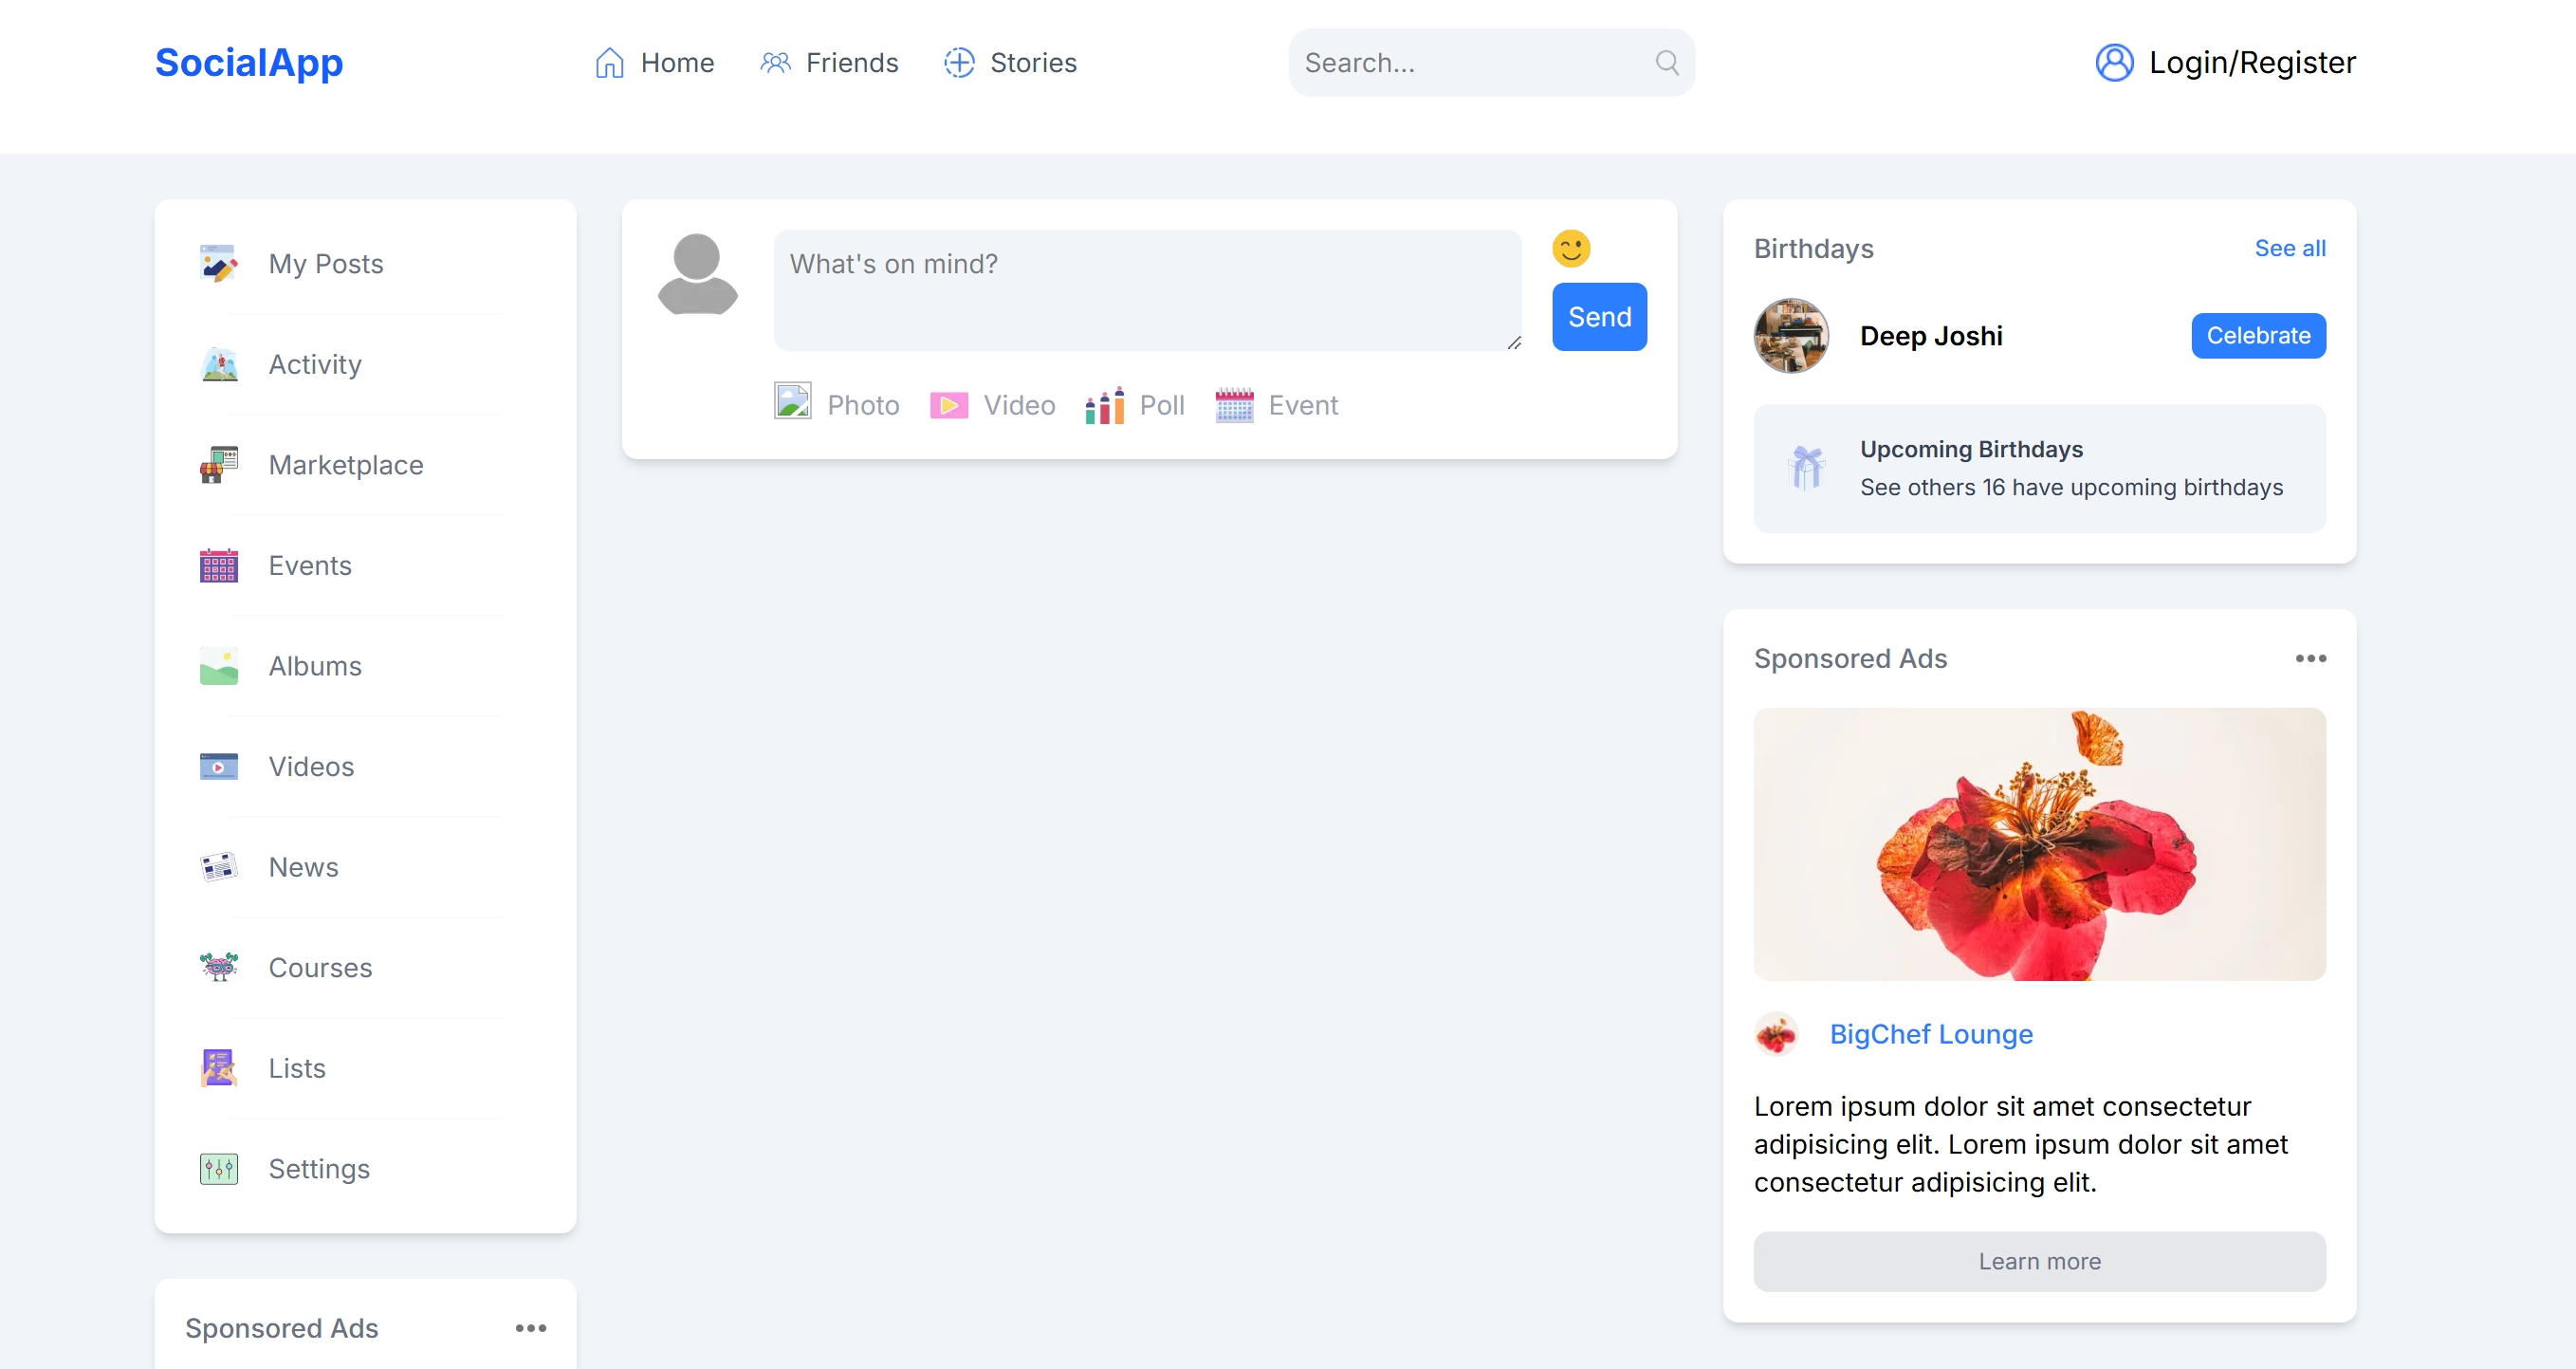 SocialApp
Home
Friends
Stories
Search...
Login/Register
My Posts
Activity
Marketplace
Events
Albums
Videos
News
Courses
Lists
Settings
Sponsored Ads
What's on mind?
Send
Photo
Video
Poll
Event
Birthdays
See all
Deep Joshi
Celebrate
Upcoming Birthdays
See others 16 have upcoming birthdays
Sponsored Ads
BigChef Lounge
Lorem ipsum dolor sit amet consectetur
adipisicing elit. Lorem ipsum dolor sit amet
consectetur adipisicing elit.
Learn more